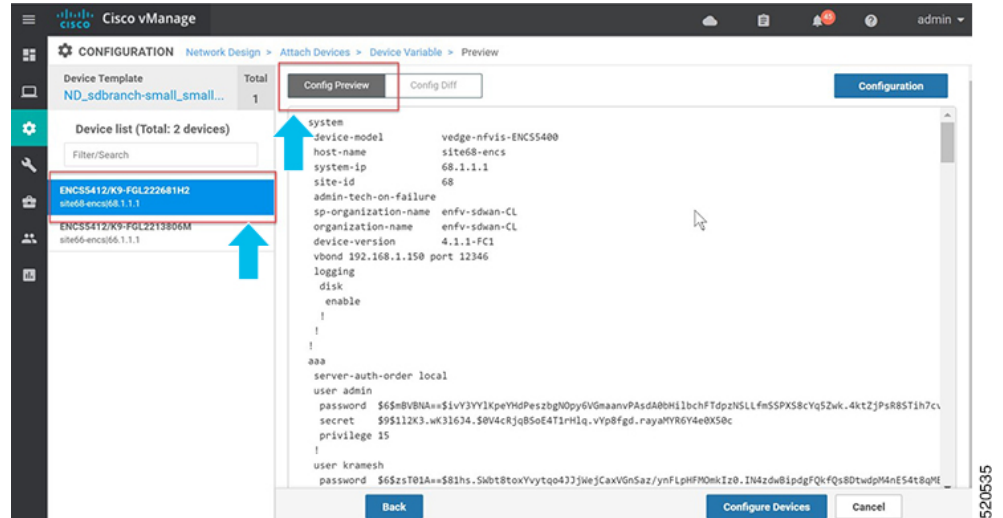 cisco Cisco vManage
45
admin
CONFIGURATION Network Design > Attach Devices > Device Variable > Preview
Device Template
Total
ND_sdbranch-small_small...
1
Device list (Total: 2 devices)
Filter/Search
ENCS5412/K9-FGL222681H2
site68-encs|68.1.1.1
ENCS5412/K9-FGL2213806M
site66-encs|66.1.1.1
Config Preview
Config Diff
Configuration
system
device-model vedge-nfvis-ENCS5400
host-name site68-encs
system-ip 68.1.1.1
site-id 68
admin-tech-on-failure
sp-organization-name enfv-sdwan-CL
organization-name enfv-sdwan-CL
device-version 4.1.1-FC1
vbond 192.168.1.150 port 12346
logging
disk
enable
!
!
!
aaa
server-auth-order local
user admin
password
secret
privilege 15
!
user kramesh
password
Back
Configure Devices
Cancel
520535